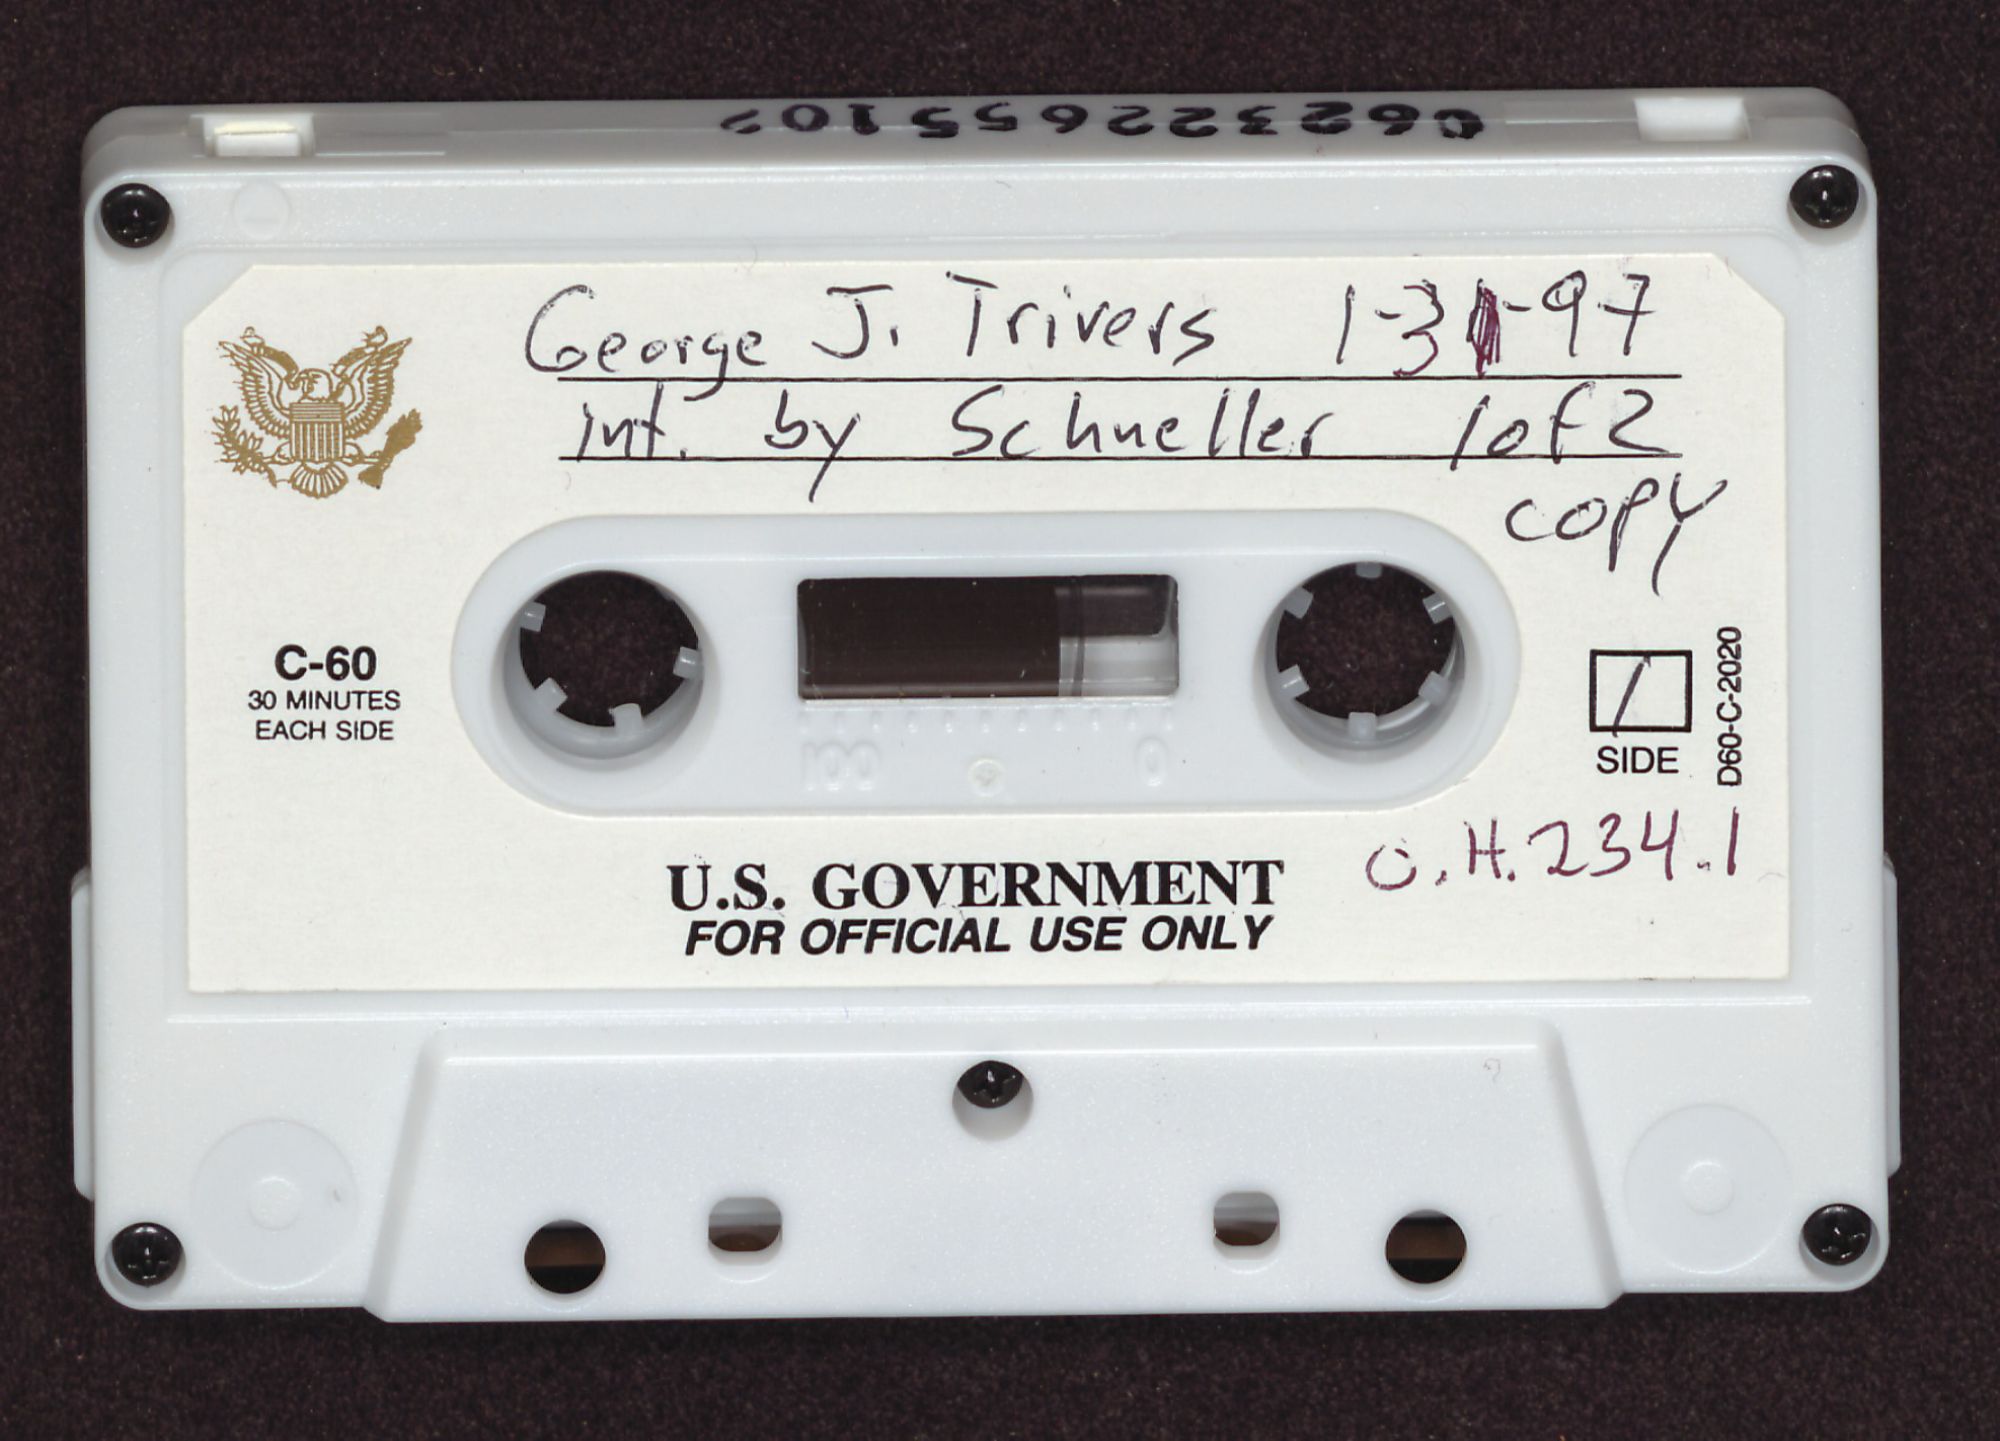 062322655102
George J. Trivers 1-31-97
int. by Schneller 1 of 2
copy
C-60
30 MINUTES
EACH SIDE
100 0
1
SIDE
D60-C-2020
O.H. 234.1
U.S. GOVERNMENT
FOR OFFICIAL USE ONLY